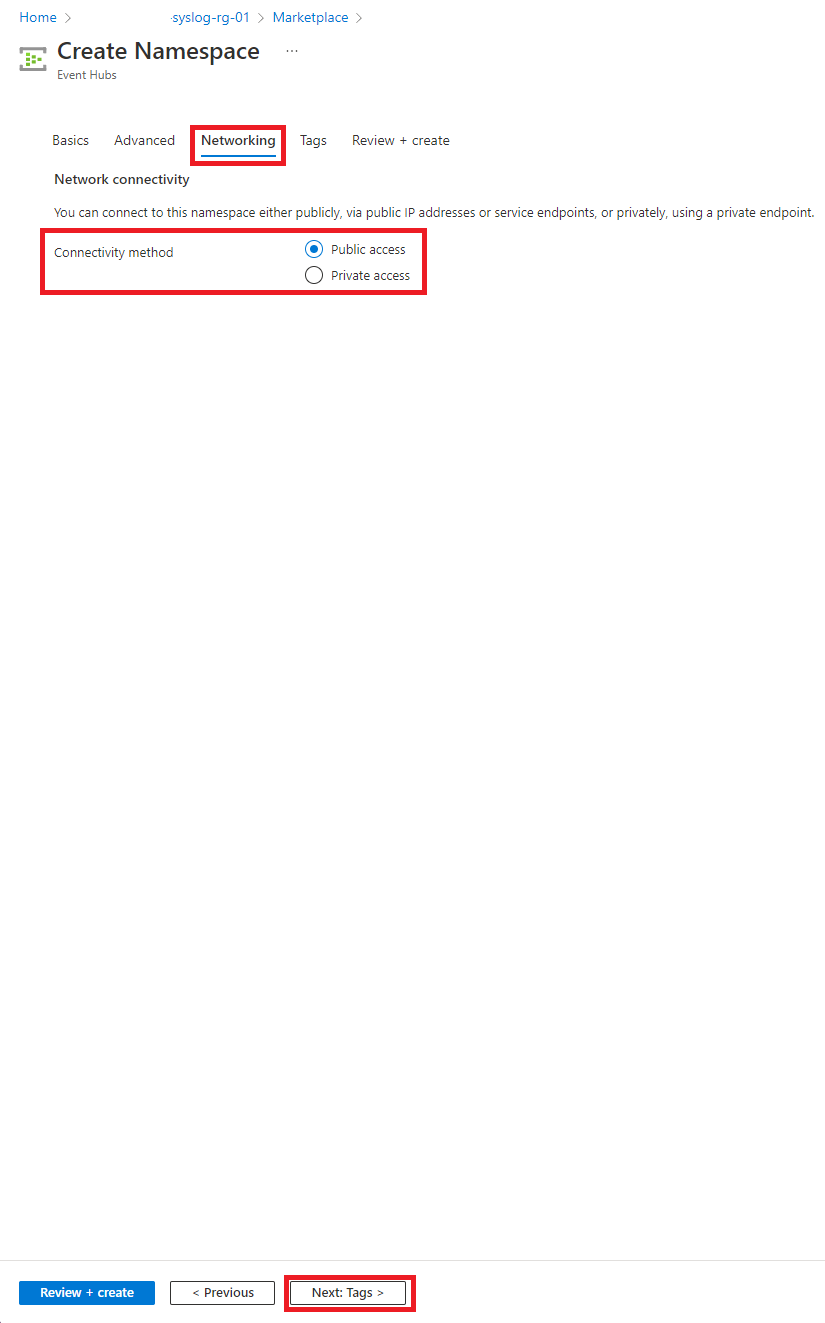 Home > -syslog-rg-01 > Marketplace >
Create Namespace ...
Event Hubs
Basics Advanced Networking Tags Review + create
Network connectivity
You can connect to this namespace either publicly, via public IP addresses or service endpoints, or privately, using a private endpoint.
Connectivity method Public access
Private access
Review + create < Previous Next: Tags >